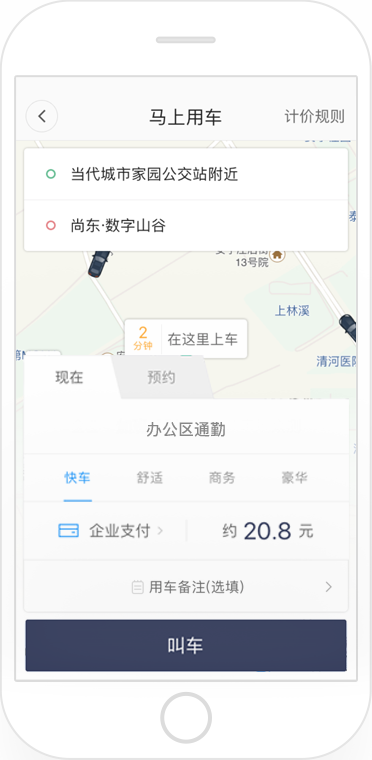 马上用车
计价规则
当代城市家园公交站附近
尚东·数字山谷
13号院
上林溪
2
分钟
在这里上车
清河医院
现在
预约
办公区通勤
快车
舒适
商务
豪华
企业支付
约 20.8 元
用车备注(选填)
叫车